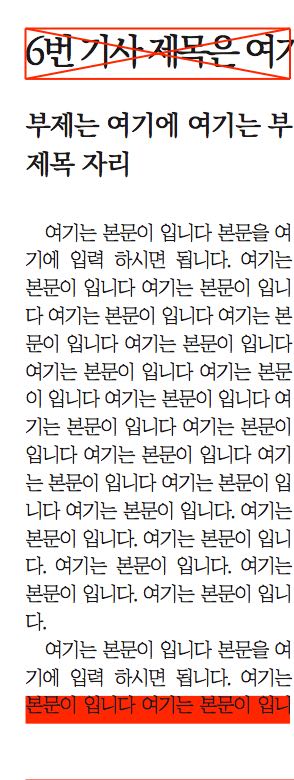 6번 기사 제목은 여기
부제는 여기에 여기는 부
제목 자리
여기는 본문이 입니다 본문을 여
기에 입력 하시면 됩니다. 여기는
본문이 입니다 여기는 본문이 입니
다 여기는 본문이 입니다 여기는 본
문이 입니다 여기는 본문이 입니다
여기는 본문이 입니다 여기는 본문
이 입니다 여기는 본문이 입니다 여
기는 본문이 입니다 여기는 본문이
입니다 여기는 본문이 입니다 여기
는 본문이 입니다 여기는 본문이 입
니다 여기는 본문이 입니다. 여기는
본문이 입니다. 여기는 본문이 입니
다. 여기는 본문이 입니다. 여기는
본문이 입니다. 여기는 본문이 입니
다.
여기는 본문이 입니다 본문을 여
기에 입력 하시면 됩니다. 여기는
본문이 입니다 여기는 본문이 입니